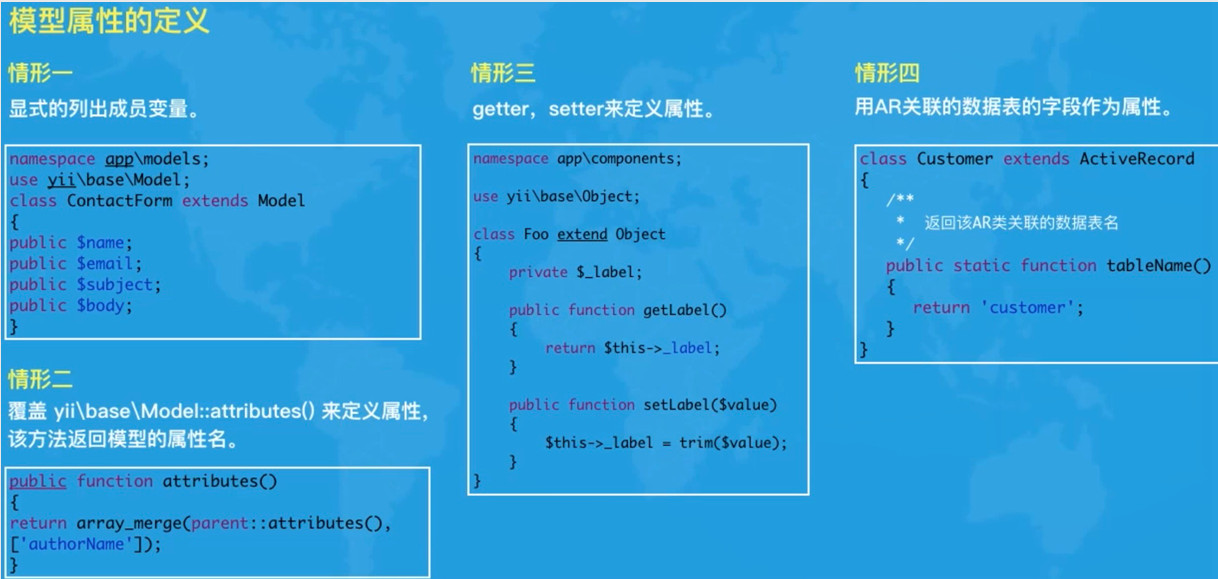 模型属性的定义
情形一
显式的列出成员变量。
namespace app\models;
use yii\base\Model;
class ContactForm extends Model
{
public $name;
public $email;
public $subject;
public $body;
}
情形二
覆盖 yii\base\Model::attributes() 来定义属性,
该方法返回模型的属性名。
public function attributes()
{
return array_merge(parent::attributes(),
['authorName']);
}
情形三
getter，setter来定义属性。
namespace app\components;
use yii\base\Object;
class Foo extend Object
{
private $_label;
public function getLabel()
{
return $this->_label;
}
public function setLabel($value)
{
$this->_label = trim($value);
}
}
情形四
用AR关联的数据表的字段作为属性。
class Customer extends ActiveRecord
{
/**
* 返回该AR类关联的数据表名
*/
public static function tableName()
{
return 'customer';
}
}